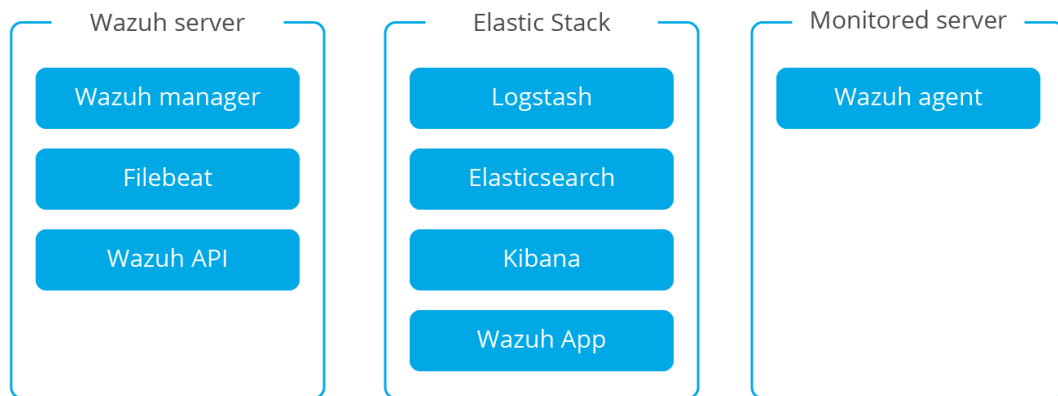 Wazuh server
Wazuh manager
Filebeat
Wazuh API
Elastic Stack
Logstash
Elasticsearch
Kibana
Wazuh App
Monitored server
Wazuh agent